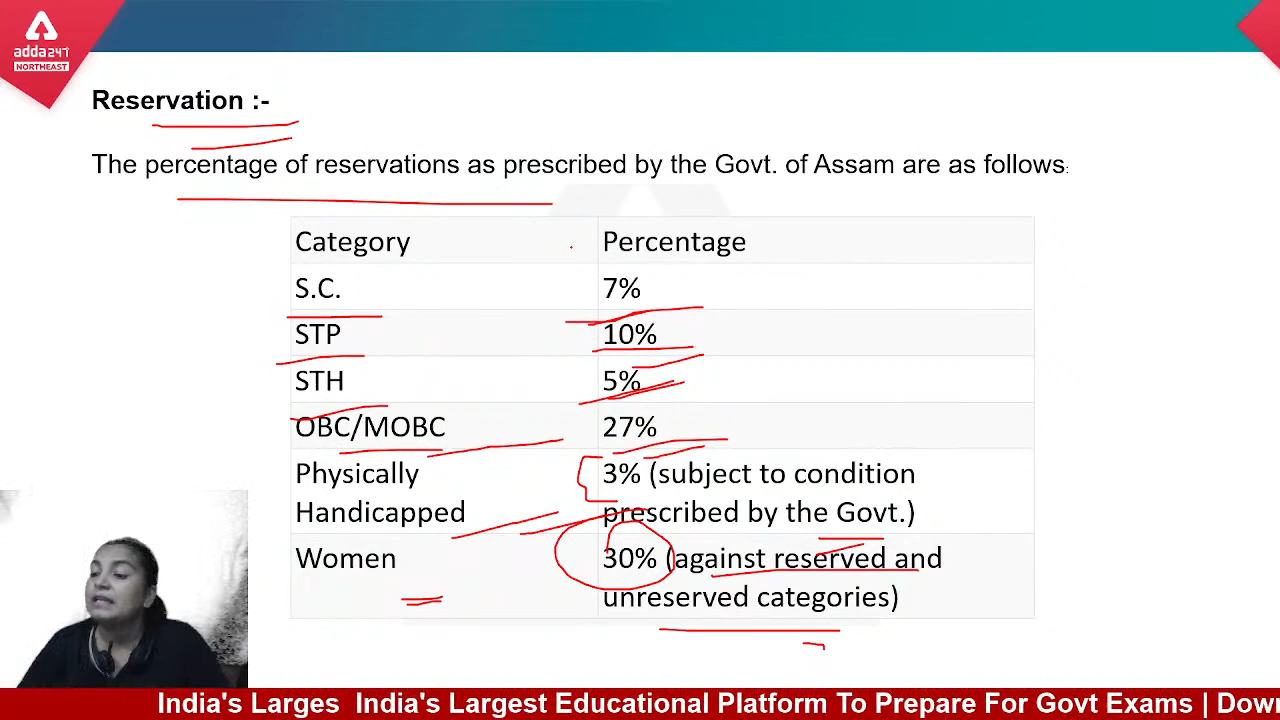 adda247
NORTHEAST
Reservation :-
The percentage of reservations as prescribed by the Govt. of Assam are as follows:
Category Percentage
S.C. 7%
STP 10%
STH 5%
OBC/MOBC 27%
Physically 3% (subject to condition
Handicapped prescribed by the Govt.)
Women 30% (against reserved and
unreserved categories)
India's Larges India's Largest Educational Platform To Prepare For Govt Exams | Dow